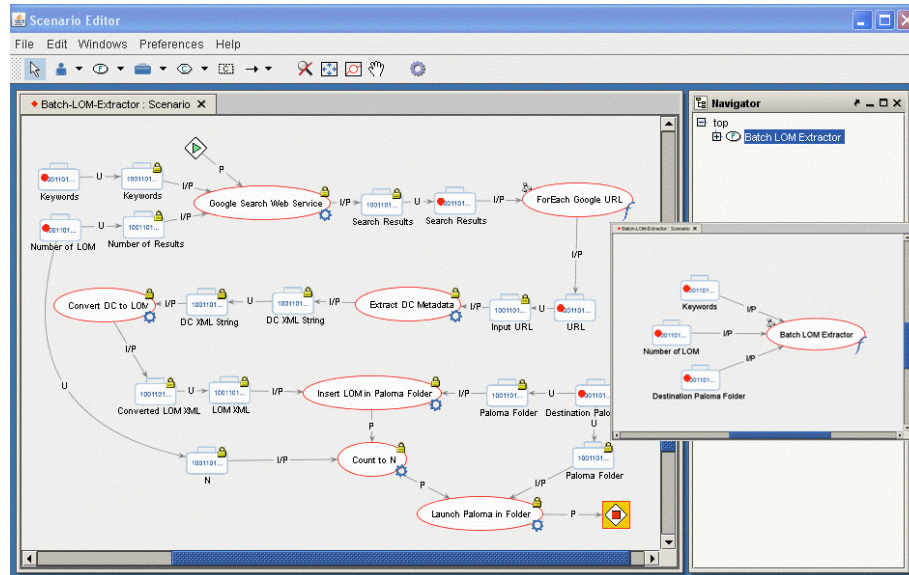 Scenario Editor
File Edit Windows Preferences Help
Batch-LOM-Extractor : Scenario X
Navigator
top
Batch LOM Extractor
P
1001101...
U
1001101...
I/P
Keywords
Keywords
Google Search Web Service
I/P
1001101...
U
1001101...
I/P
ForEach Google URL
Search Results
Search Results
1001101...
U
1001101...
I/P
Number of LOM
Number of Results
I/P
Convert DC to LOM
I/P
1001101...
U
1001101...
I/P
Extract DC Metadata
I/P
1001101...
U
1001101...
DC XML String
DC XML String
Input URL
URL
I/P
U
1001101...
U
1001101...
I/P
Insert LOM in Paloma Folder
I/P
1001101...
U
1001101...
Converted LOM XML
LOM XML
Paloma Folder
Destination Palo
P
U
1001101...
I/P
Count to N
1001101...
N
Paloma Folder
P
I/P
Launch Paloma in Folder
P
Batch-LOM-Extractor : Scenario X
1001101...
Keywords
I/P
1001101...
I/P
Batch LOM Extractor
Number of LOM
I/P
1001101...
Destination Paloma Folder